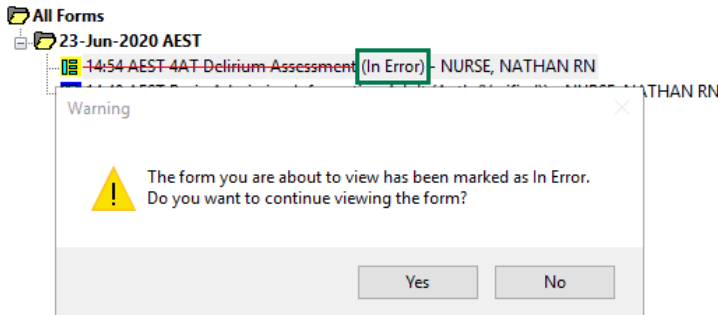 All Forms
23-Jun-2020 AEST
14:54 AEST 4AT Delirium Assessment (In Error) - NURSE, NATHAN RN
THAN RN
Warning
The form you are about to view has been marked as In Error.
Do you want to continue viewing the form?
Yes
No